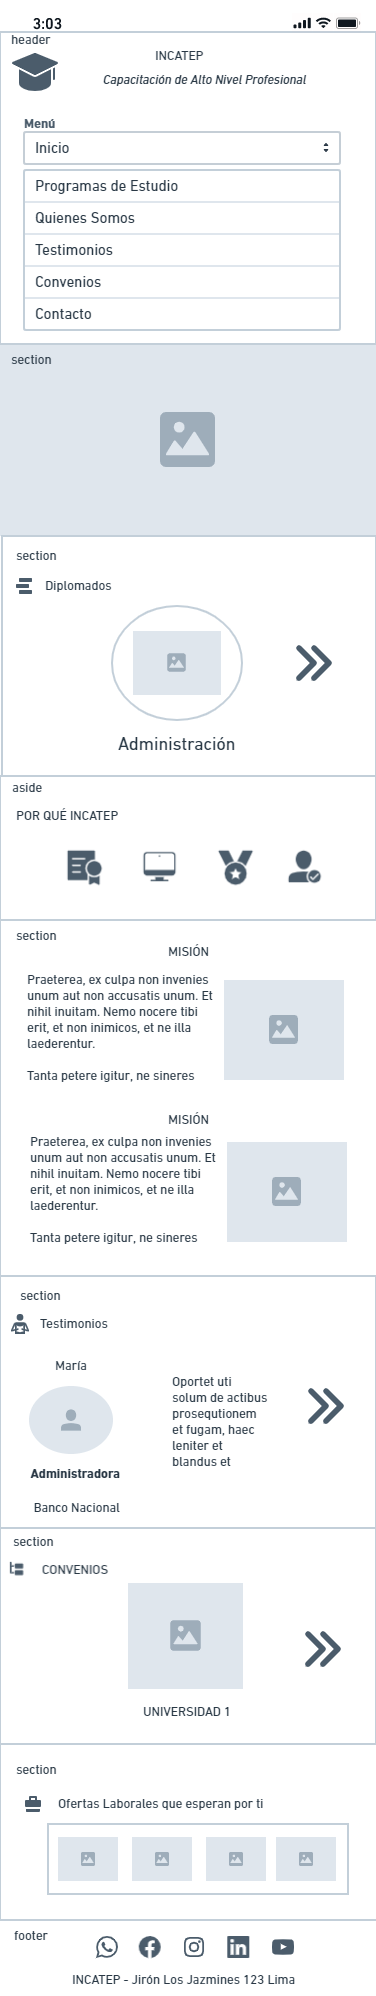 3:03
header
INCATEP
Capacitación de Alto Nivel Profesional
Menú
Inicio
Programas de Estudio
Quienes Somos
Testimonios
Convenios
Contacto
section
section
Diplomados
Administración
aside
POR QUÉ INCATEP
section
MISIÓN
Praeterea, ex culpa non invenies
unum aut non accusatis unum. Et
nihil inuitam. Nemo nocere tibi
erit, et non inimicos, et ne illa
laederentur.
Tanta petere igitur, ne sineres
MISIÓN
Praeterea, ex culpa non invenies
unum aut non accusatis unum. Et
nihil inuitam. Nemo nocere tibi
erit, et non inimicos, et ne illa
laederentur.
Tanta petere igitur, ne sineres
section
Testimonios
María
Administradora
Banco Nacional
Oportet uti
solum de actibus
prosequtionem
et fugam, haec
leniter et
blandus et
section
CONVENIOS
UNIVERSIDAD 1
section
Ofertas Laborales que esperan por ti
footer
INCATEP - Jirón Los Jazmines 123 Lima